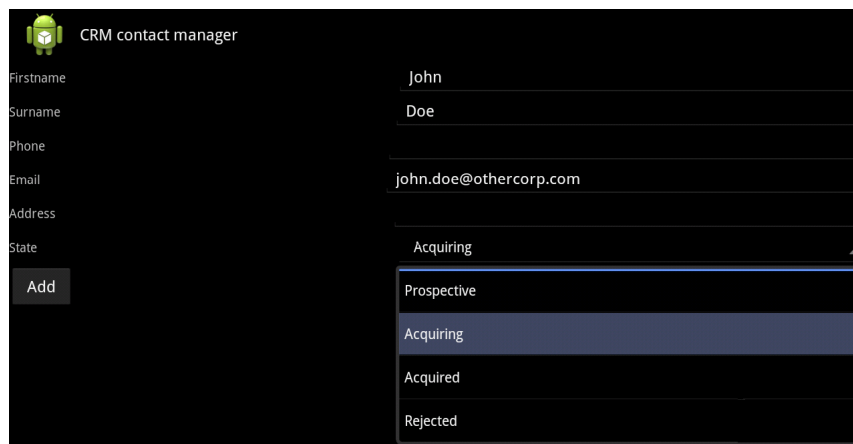 CRM contact manager
Firstname John
Surname Doe
Phone
Email john.doe@othercorp.com
Address
State Acquiring
Add
Prospective
Acquiring
Acquired
Rejected